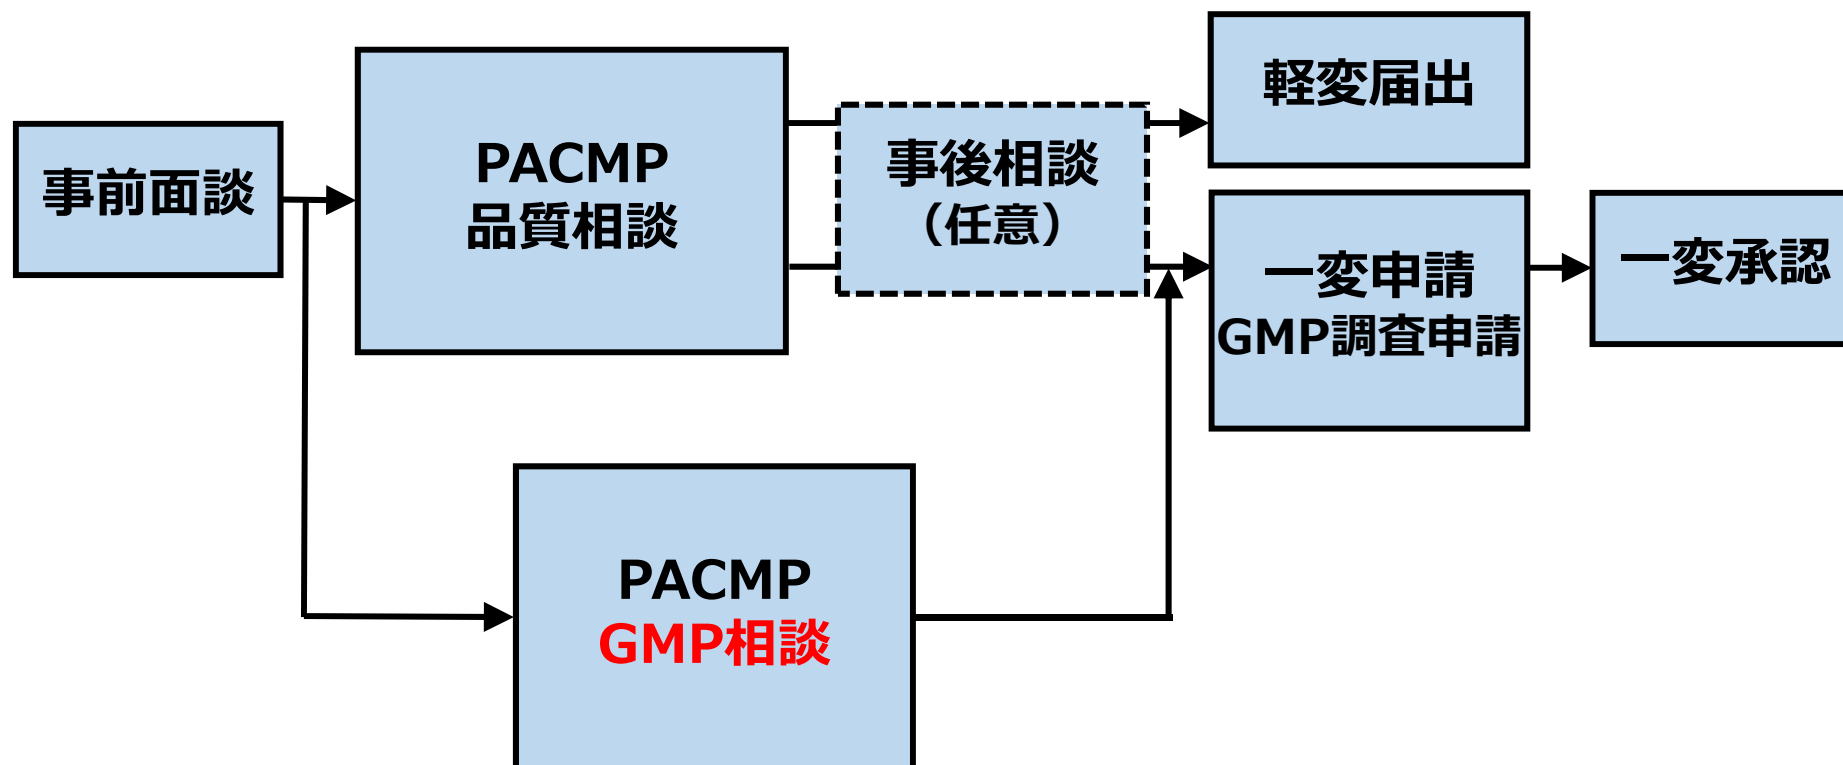 事前面談
PACMP
品質相談
事後相談
（任意）
軽変届出
一変申請
GMP調査申請
一変承認
PACMP
GMP相談